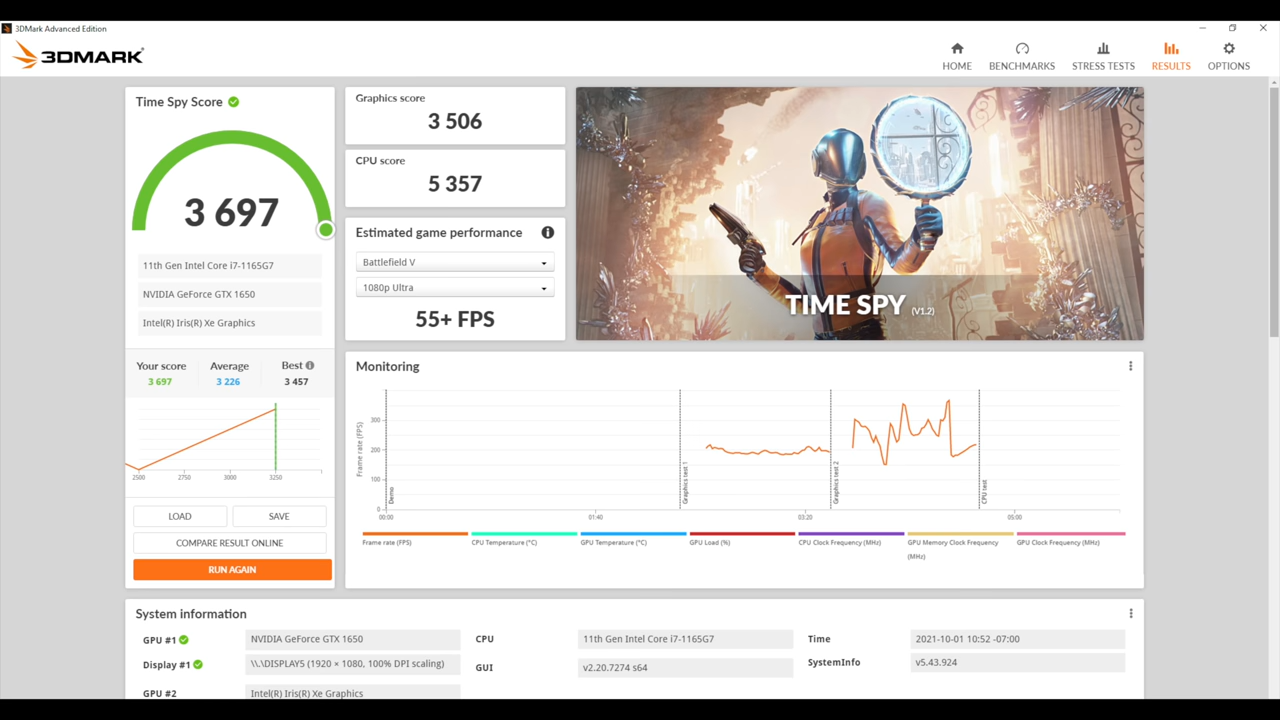 3DMark Advanced Edition
3DMARK
HOME
BENCHMARKS
STRESS TESTS
RESULTS
OPTIONS
Time Spy Score
3 697
11th Gen Intel Core i7-1165G7
NVIDIA GeForce GTX 1650
Intel(R) Iris(R) Xe Graphics
Your score
3 697
Average
3 226
Best
3 457
2500 2750 3000 3250
LOAD
SAVE
COMPARE RESULT ONLINE
RUN AGAIN
Graphics score
3 506
CPU score
5 357
Estimated game performance
Battlefield V
1080p Ultra
55+ FPS
TIME SPY (V1.2)
Monitoring
Frame rate (FPS)
300
200
100
0
Demo
Graphics test 1
Graphics test 2
CPU test
00:00 01:40 03:20 05:00
Frame rate (FPS)
CPU Temperature (°C)
GPU Temperature (°C)
GPU Load (%)
CPU Clock Frequency (MHz)
GPU Memory Clock Frequency
(MHz)
GPU Clock Frequency (MHz)
System information
GPU #1 NVIDIA GeForce GTX 1650
Display #1 \\.\DISPLAY5 (1920 × 1080, 100% DPI scaling)
GPU #2 Intel(R) Iris(R) Xe Graphics
CPU 11th Gen Intel Core i7-1165G7
GUI v2.20.7274 s64
Time 2021-10-01 10:52 -07:00
SystemInfo v5.43.924